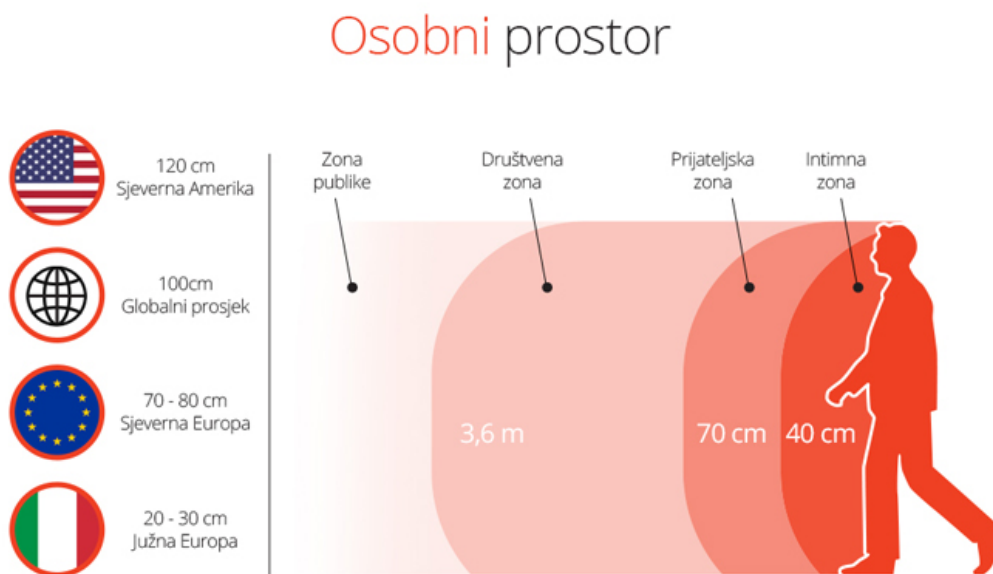 Osobni prostor
120 cm
Sjeverna Amerika
100cm
Globalni prosjek
70 - 80 cm
Sjeverna Europa
20 - 30 cm
Južna Europa
Zona
publike
Društvena
zona
Prijateljska
zona
Intimna
zona
3,6 m
70 cm
40 cm